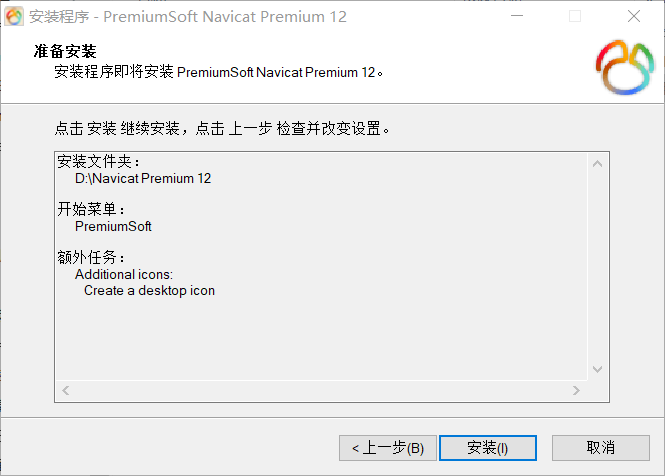 安装程序 - PremiumSoft Navicat Premium 12
准备安装
安装程序即将安装 PremiumSoft Navicat Premium 12。
点击 安装 继续安装，点击 上一步 检查并改变设置。
安装文件夹：
D:\Navicat Premium 12
开始菜单：
PremiumSoft
额外任务：
Additional icons:
Create a desktop icon
< 上一步(B) 安装(I) 取消